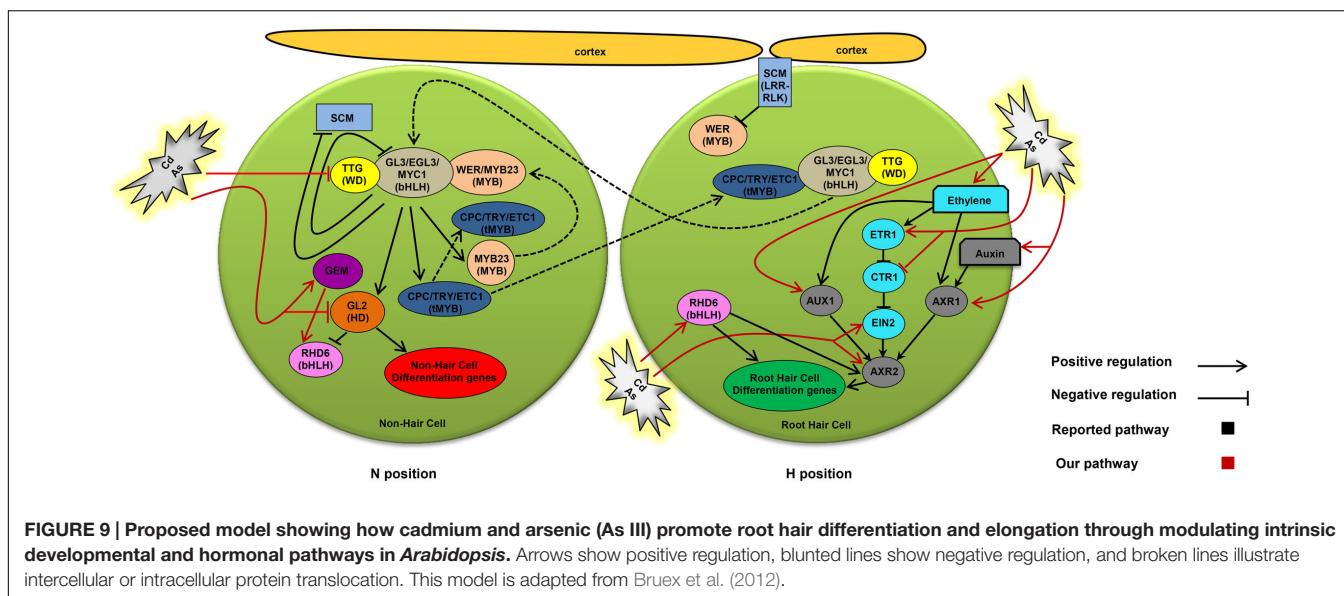 cortex
cortex
SCM
Cd
As
TTG
(WD)
GL3/EGL3/
MYC1
(bHLH)
WER/MYB23
(MYB)
CPC/TRY/ETC1
(tMYB)
MYB23
(MYB)
CPC/TRY/ETC1
(tMYB)
GEM
GL2
(HD)
RHD6
(bHLH)
Non-Hair Cell
Differentiation genes
Non-Hair Cell
N position
SCM
(LRR-
RLK)
WER
(MYB)
CPC/TRY/ETC1
(tMYB)
GL3/EGL3/
MYC1
(bHLH)
TTG
(WD)
Cd
As
Ethylene
ETR1
Auxin
CTR1
AUX1
AXR1
EIN2
RHD6
(bHLH)
AXR2
Cd
As
Root Hair Cell
Differentiation genes
Root Hair Cell
H position
Positive regulation
Negative regulation
Reported pathway
Our pathway
FIGURE 9 | Proposed model showing how cadmium and arsenic (As III) promote root hair differentiation and elongation through modulating intrinsic
developmental and hormonal pathways in Arabidopsis. Arrows show positive regulation, blunted lines show negative regulation, and broken lines illustrate
intercellular or intracellular protein translocation. This model is adapted from Bruex et al. (2012).